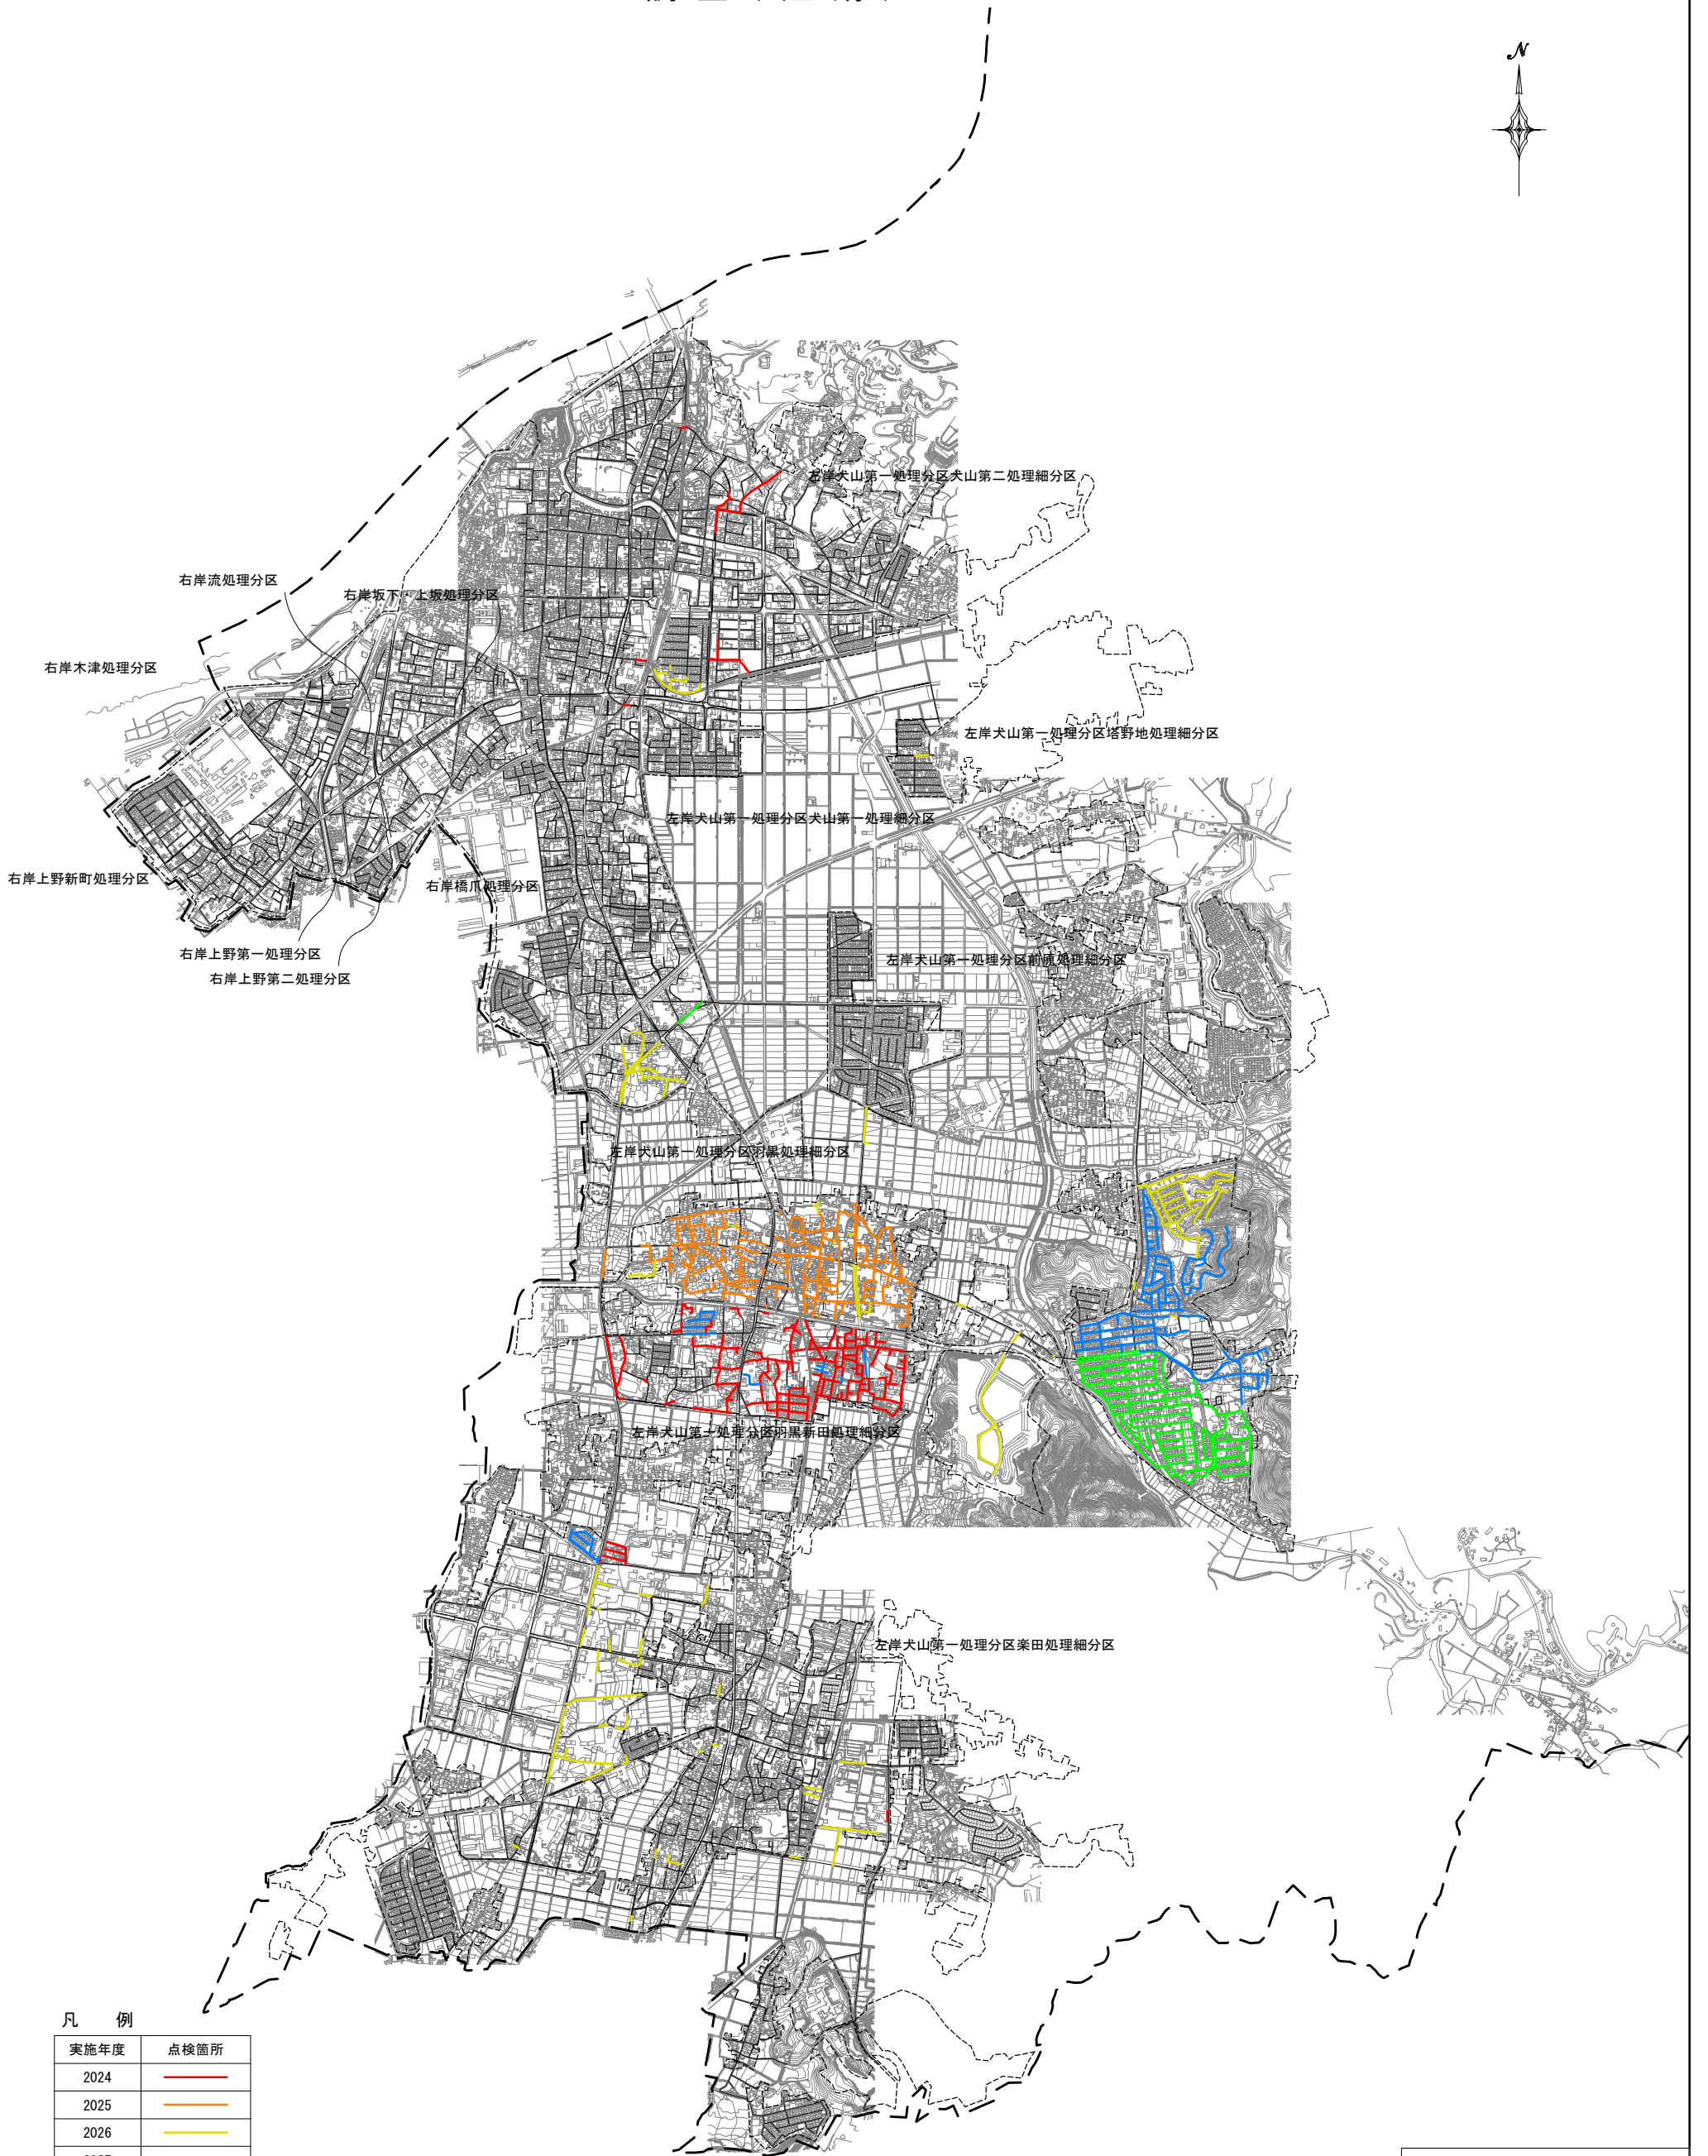 N
左岸犬山第一処理分区犬山第二処理細分区
右岸流処理分区
右岸坂下・上坂処理分区
右岸木津処理分区
左岸犬山第一処理分区塔野地処理細分区
左岸犬山第一処理分区犬山第一処理細分区
右岸上野新町処理分区
右岸橋爪処理分区
右岸上野第一処理分区
左岸犬山第一処理分区前原処理細分区
右岸上野第二処理分区
左岸犬山第一処理分区羽黒処理細分区
左岸犬山第一処理分区羽黒新田処理細分区
左岸犬山第一処理分区楽田処理細分区
凡 例
実施年度 点検箇所
2024
2025
2026